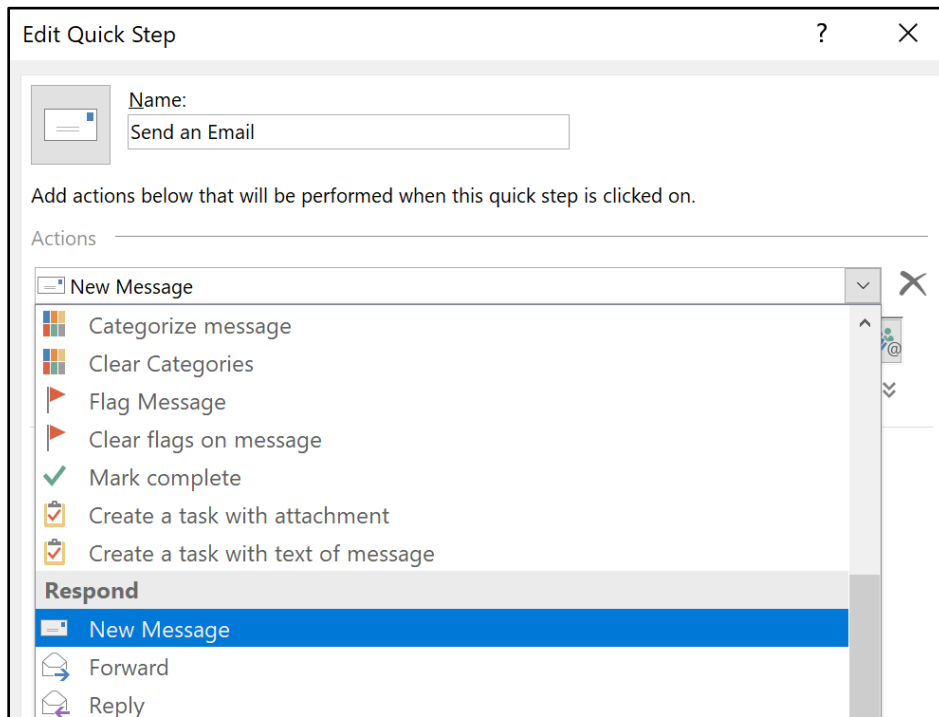 Edit Quick Step
?
Name:
Send an Email
Add actions below that will be performed when this quick step is clicked on.
Actions
New Message
Categorize message
Clear Categories
Flag Message
Clear flags on message
Mark complete
Create a task with attachment
Create a task with text of message
Respond
New Message
Forward
Reply
@